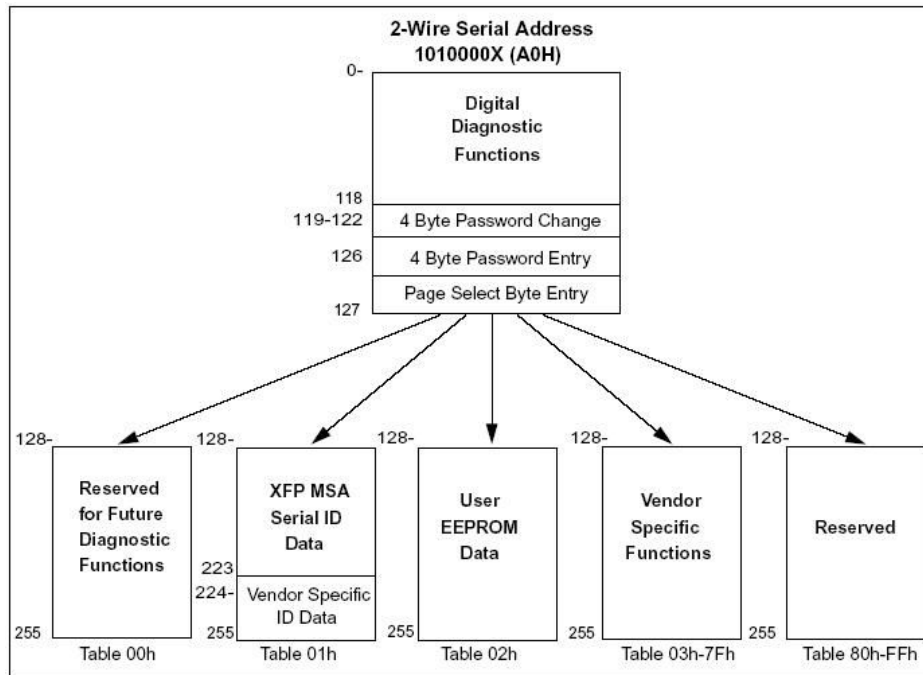 2-Wire Serial Address
1010000X (A0H)
0-
Digital
Diagnostic
Functions
118
119-122
4 Byte Password Change
126
4 Byte Password Entry
Page Select Byte Entry
127
128-
Reserved
for Future
Diagnostic
Functions
255
Table 00h
128-
XFP MSA
Serial ID
Data
223
224-
Vendor Specific
ID Data
255
Table 01h
128-
User
EEPROM
Data
255
Table 02h
128-
Vendor
Specific
Functions
255
Table 03h-7Fh
128-
Reserved
255
Table 80h-FFh